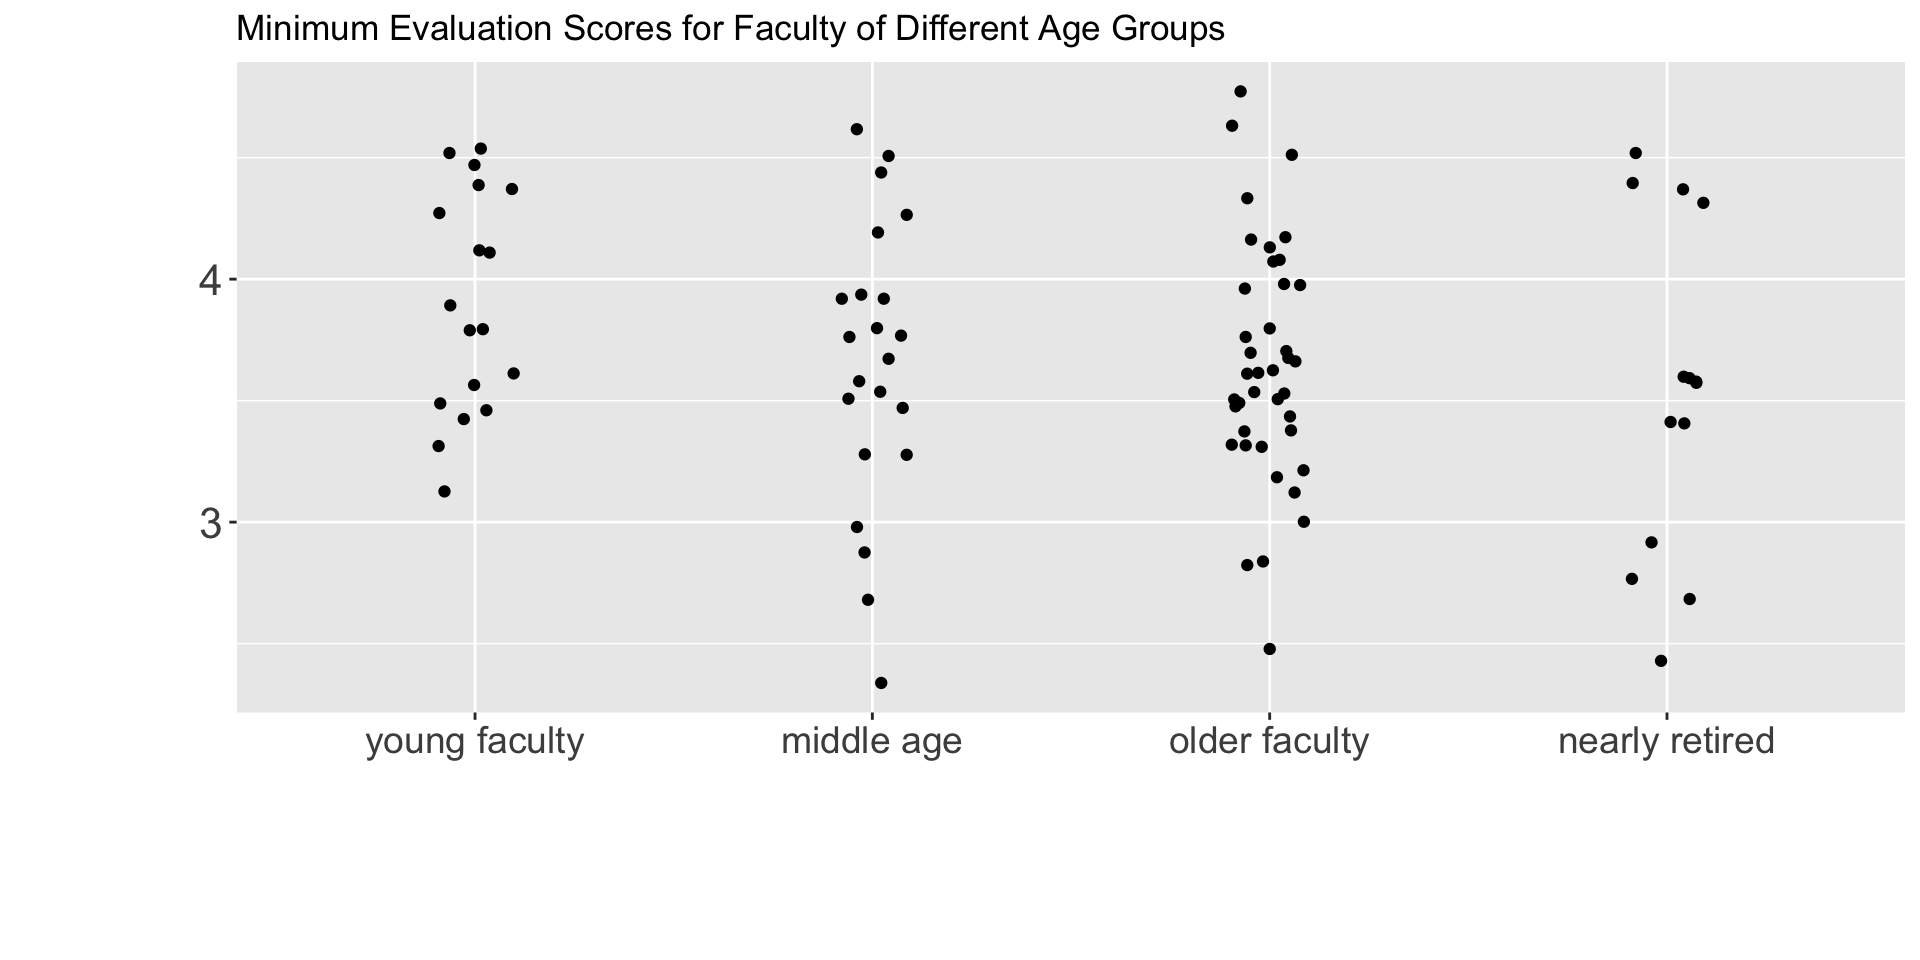 Minimum Evaluation Scores for Faculty of Different Age Groups
4
3
young faculty middle age older faculty nearly retired